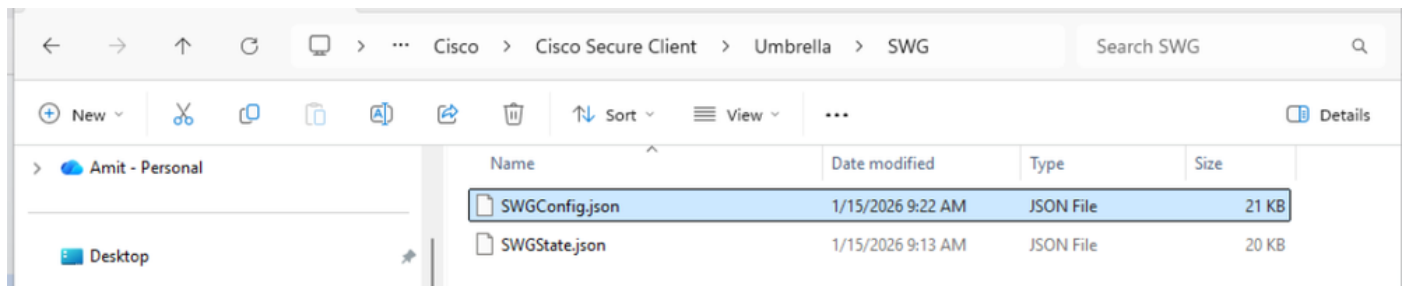 ... Cisco > Cisco Secure Client > Umbrella > SWG Search SWG
New Sort View ... Details
Amit - Personal
Desktop
Name Date modified Type Size
SWGConfig.json 1/15/2026 9:22 AM JSON File 21 KB
SWGState.json 1/15/2026 9:13 AM JSON File 20 KB